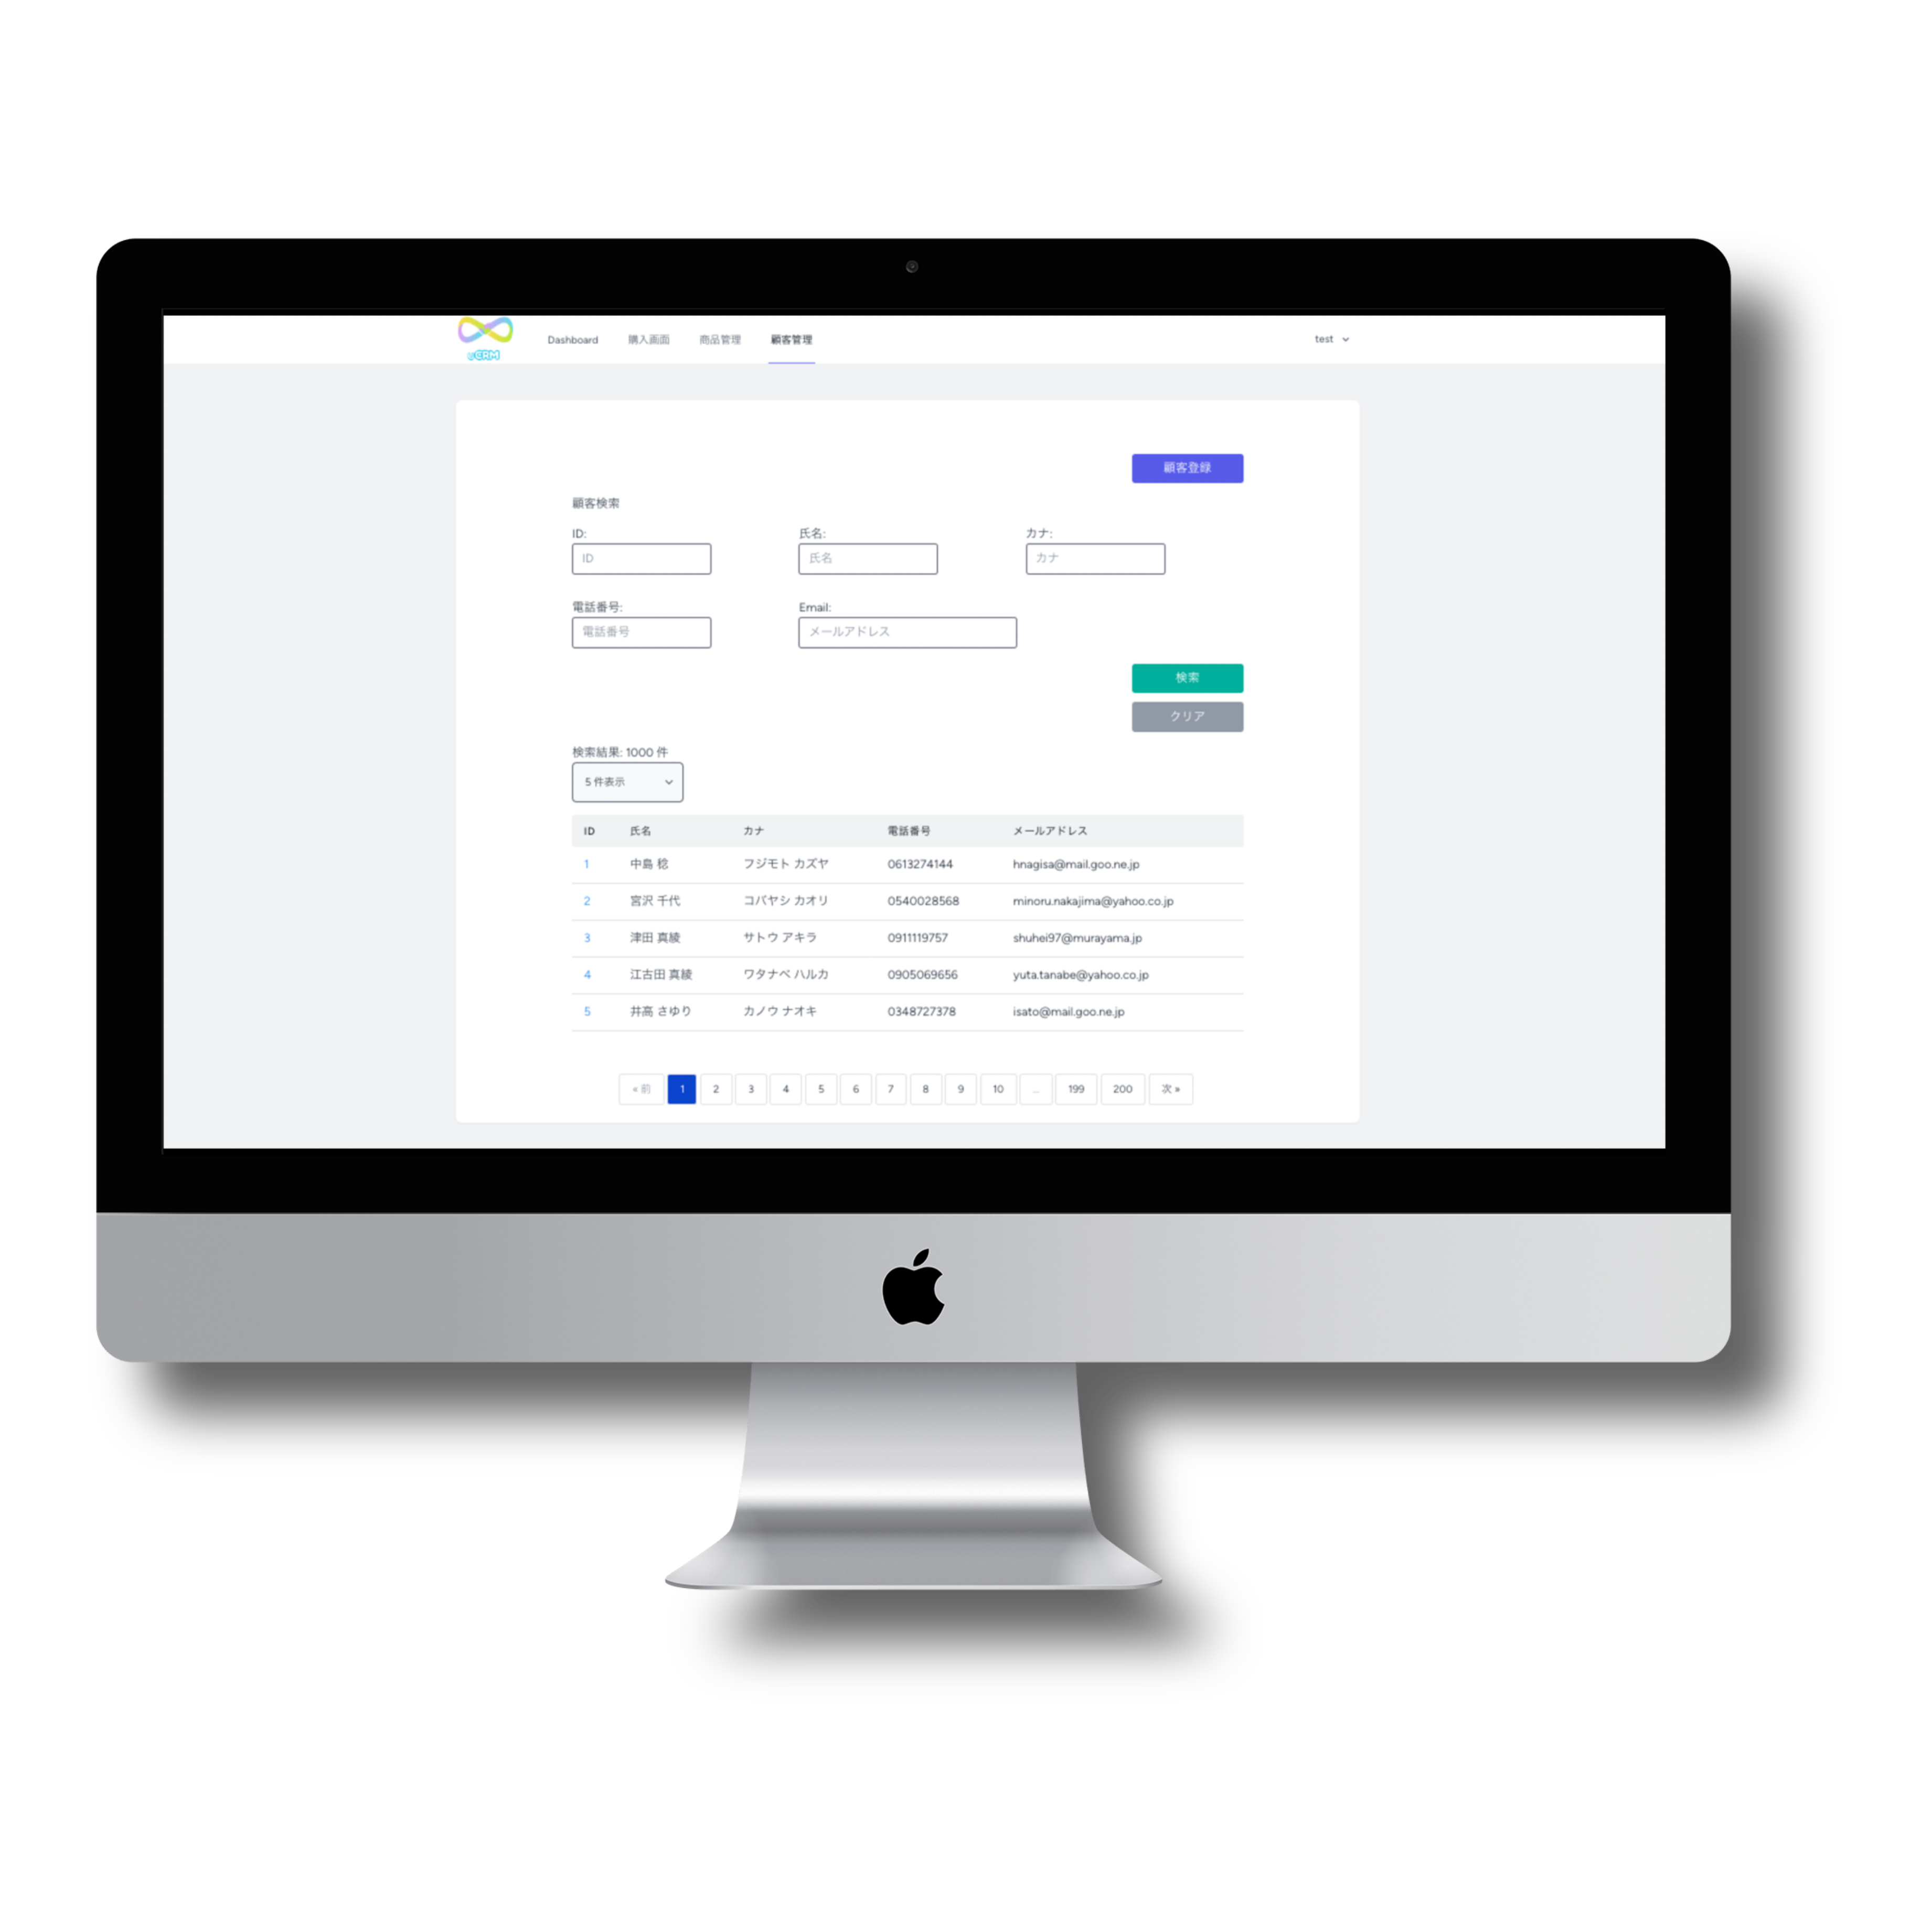 uCRM
Dashboard 購入画面 商品管理 顧客管理 test
顧客登録
顧客検索
ID: 氏名: カナ:
ID 氏名 カナ
電話番号: Email:
電話番号 メールアドレス
検索
クリア
検索結果: 1000 件
5 件表示
ID 氏名 カナ 電話番号 メールアドレス
1 中島 稔 フジモト カズヤ 0613274144 hnagisa@mail.goo.ne.jp
2 宮沢 千代 コバヤシ カオリ 0540028568 minoru.nakajima@yahoo.co.jp
3 津田 真綾 サトウ アキラ 0911119757 shuhei97@murayama.jp
4 江古田 真綾 ワタナベ ハルカ 0905069656 yuta.tanabe@yahoo.co.jp
5 井高 さゆり カノウ ナオキ 0348727378 isato@mail.goo.ne.jp
« 前 1 2 3 4 5 6 7 8 9 10 ... 199 200 次 »